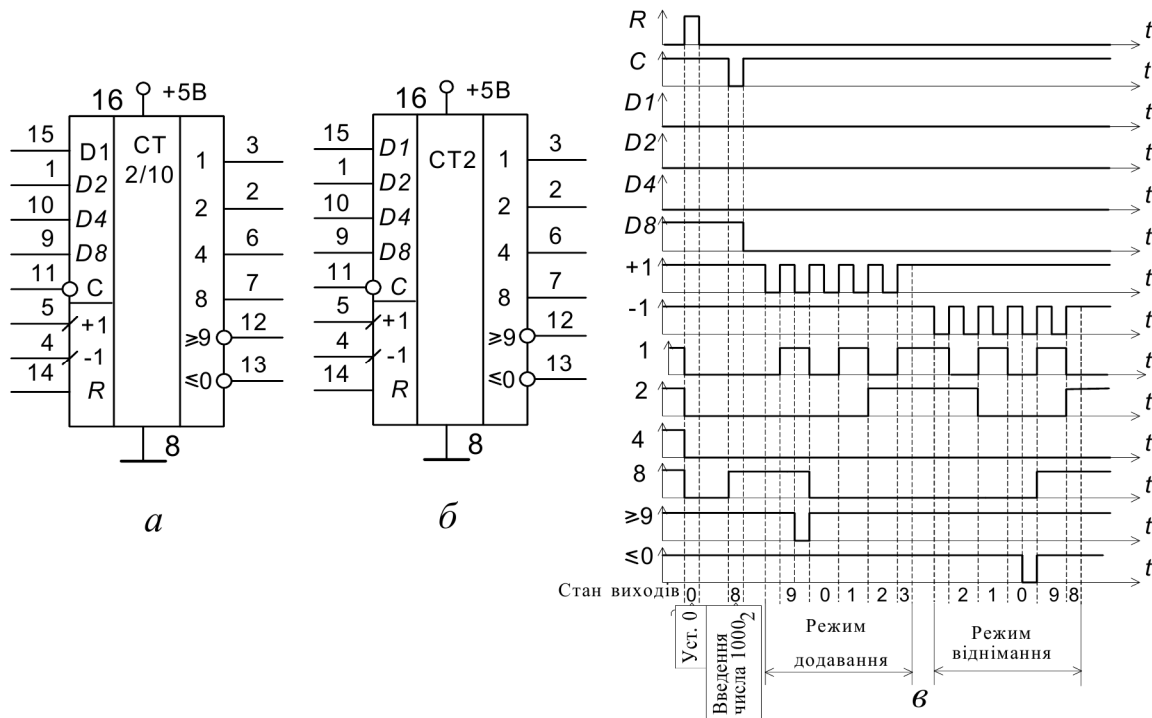 16
+5В
15
D1
CT
2/10
1
3
1
D2
2
2
10
D4
4
6
9
D8
8
7
11
C
5
+1
≥9
12
4
-1
≤0
13
14
R
8
а
16
+5В
15
D1
CT2
1
3
1
D2
2
2
10
D4
4
6
9
D8
8
7
11
C
5
+1
≥9
12
4
-1
≤0
13
14
R
8
б
R t
C t
D1 t
D2 t
D4 t
D8 t
+1 t
-1 t
1 t
2 t
4 t
8 t
≥9 t
≤0 t
Стан виходів 0 8 9 0 1 2 3 2 1 0 9 8
Уст. 0
Введення
числа 1000₂
Режим
додавання
Режим
віднімання
в